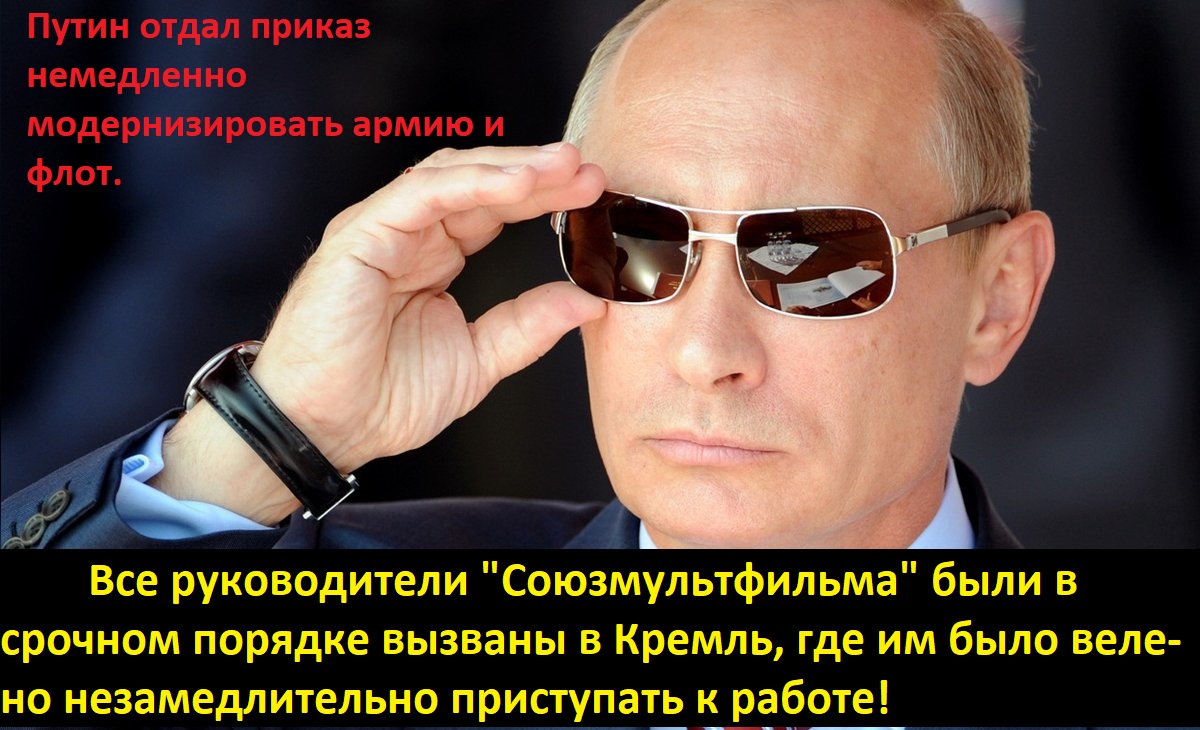 Путин отдал приказ
немедленно
модернизировать армию и
флот.
Все руководители "Союзмультфильма" были в
срочном порядке вызваны в Кремль, где им было веле-
но незамедлительно приступать к работе!